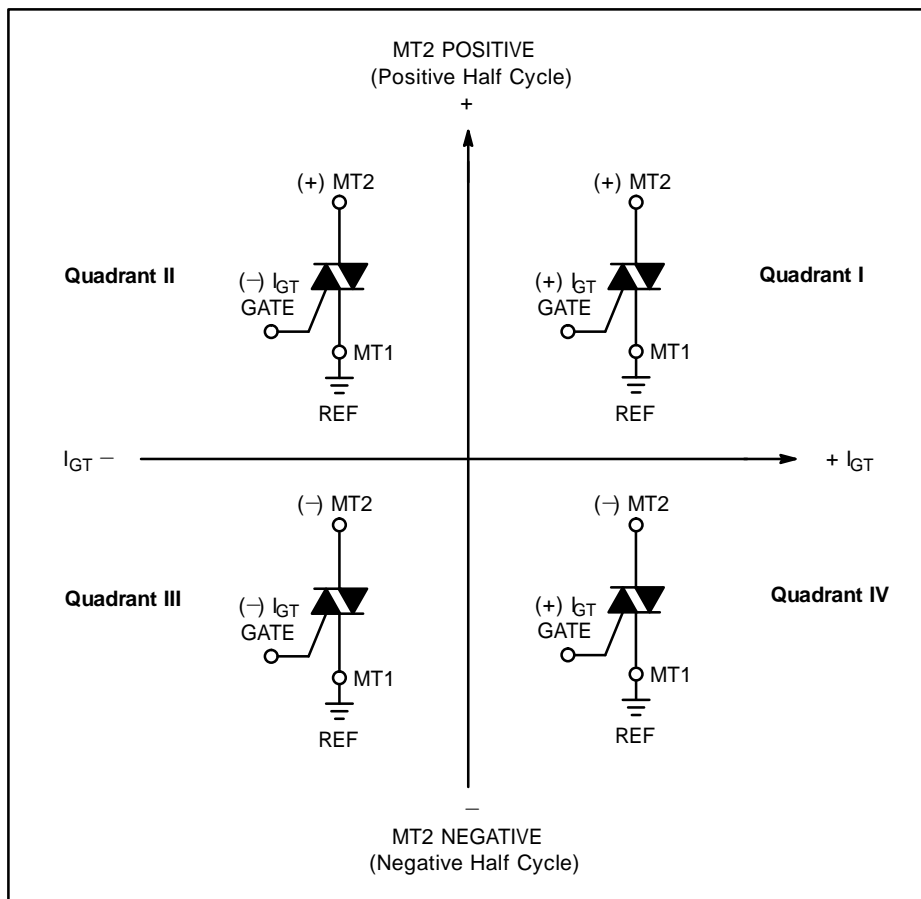 MT2 POSITIVE
(Positive Half Cycle)
+
(+) MT2
(+) MT2
Quadrant II
(−) IGT
GATE
(+) IGT
GATE
Quadrant I
MT1
MT1
REF
REF
IGT −
+ IGT
(−) MT2
(−) MT2
Quadrant III
(−) IGT
GATE
(+) IGT
GATE
Quadrant IV
MT1
MT1
REF
REF
−
MT2 NEGATIVE
(Negative Half Cycle)